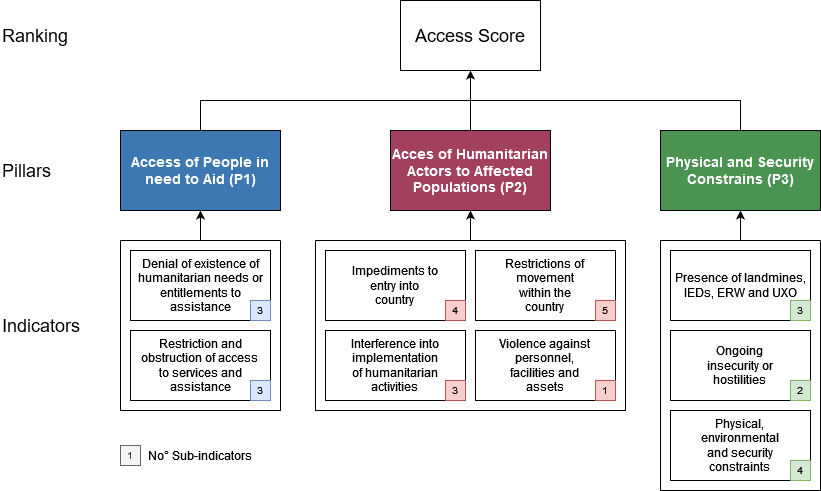 Ranking
Access Score
Pillars
Access of People in
need to Aid (P1)
Acces of Humanitarian
Actors to Affected
Populations (P2)
Physical and Security
Constrains (P3)
Indicators
Denial of existence of
humanitarian needs or
entitlements to
assistance
3
Restriction and
obstruction of access
to services and
assistance
3
Impediments to
entry into
country
4
Restrictions of
movement
within the
country
5
Interference into
implementation
of humanitarian
activities
3
Violence against
personnel,
facilities and
assets
1
Presence of landmines,
IEDs, ERW and UXO
3
Ongoing
insecurity or
hostilities
2
Physical,
environmental
and security
constraints
4
1
No° Sub-indicators